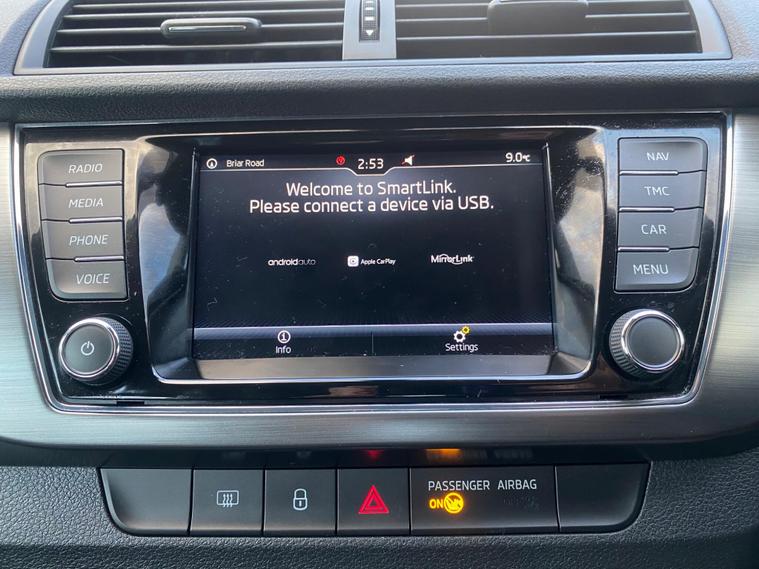 Briar Road
2:53
9.0°C
Welcome to SmartLink.
Please connect a device via USB.
androidauto
Apple CarPlay
MirrorLink
Info
Settings
RADIO
MEDIA
PHONE
VOICE
NAV
TMC
CAR
MENU
PASSENGER AIRBAG
ON